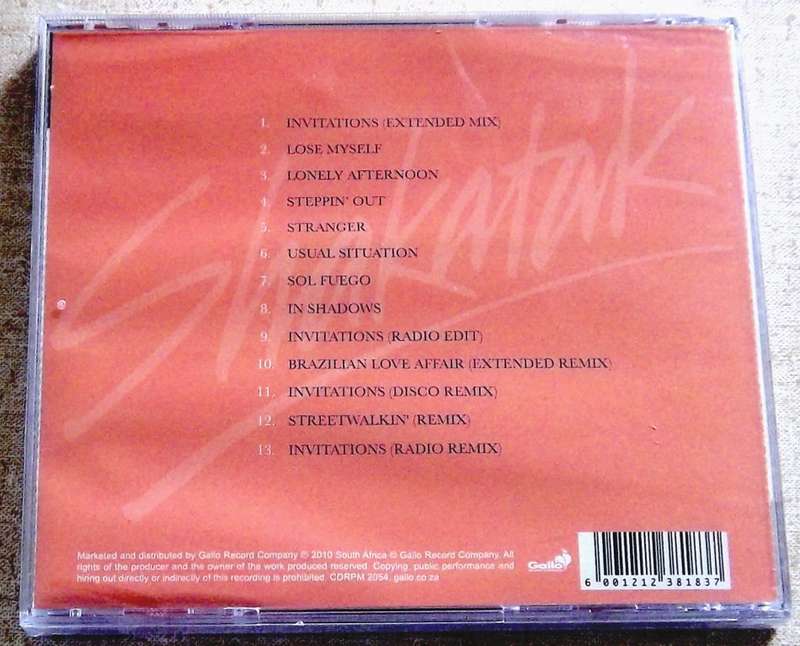 Shakatak
1. INVITATIONS (EXTENDED MIX)
2. LOSE MYSELF
3. LONELY AFTERNOON
4. STEPPIN' OUT
5. STRANGER
6. USUAL SITUATION
7. SOL FUEGO
8. IN SHADOWS
9. INVITATIONS (RADIO EDIT)
10. BRAZILIAN LOVE AFFAIR (EXTENDED REMIX)
11. INVITATIONS (DISCO REMIX)
12. STREETWALKIN' (REMIX)
13. INVITATIONS (RADIO REMIX)
Marketed and distributed by Gallo Record Company ℗ 2010 South Africa © Gallo Record Company. All
rights of the producer and the owner of the work produced reserved. Copying, public performance and
hiring out directly or indirectly of this recording is prohibited. CDRPM 2054. gallo.co.za
Gallo
6 001212 381837